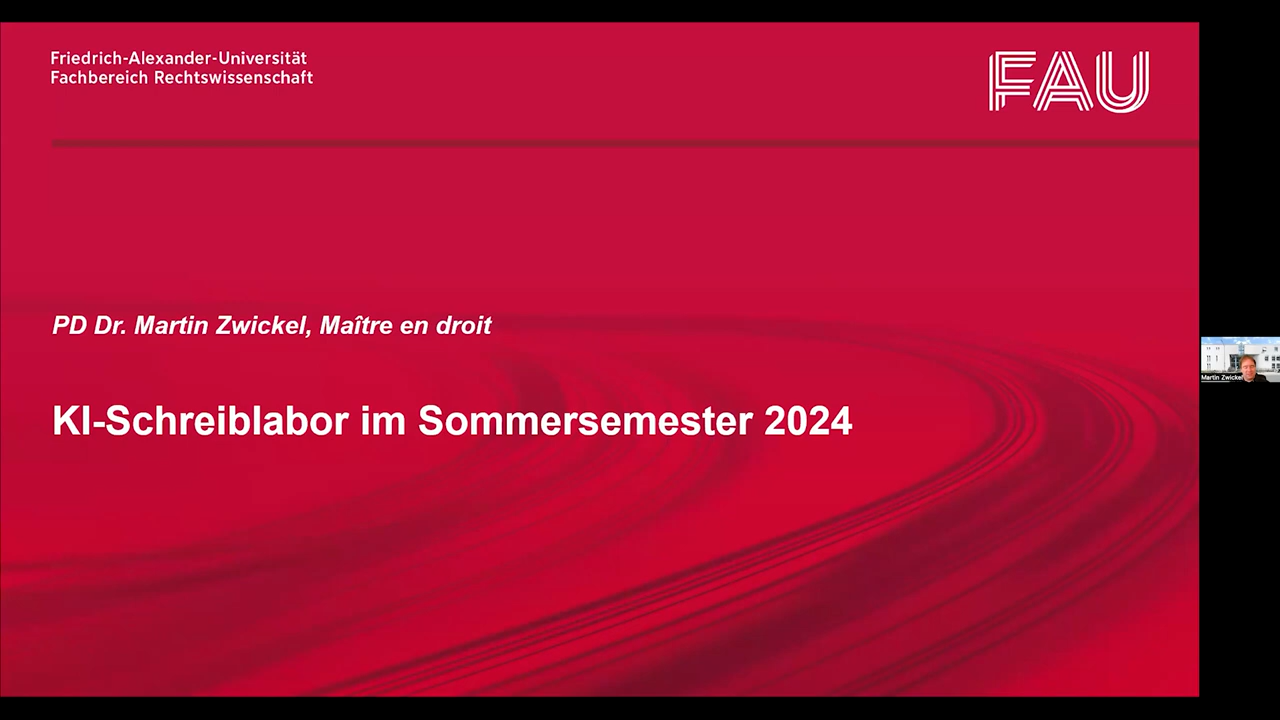 Friedrich-Alexander-Universität
Fachbereich Rechtswissenschaft
FAU
PD Dr. Martin Zwickel, Maître en droit
KI-Schreiblabor im Sommersemester 2024
Martin Zwickel